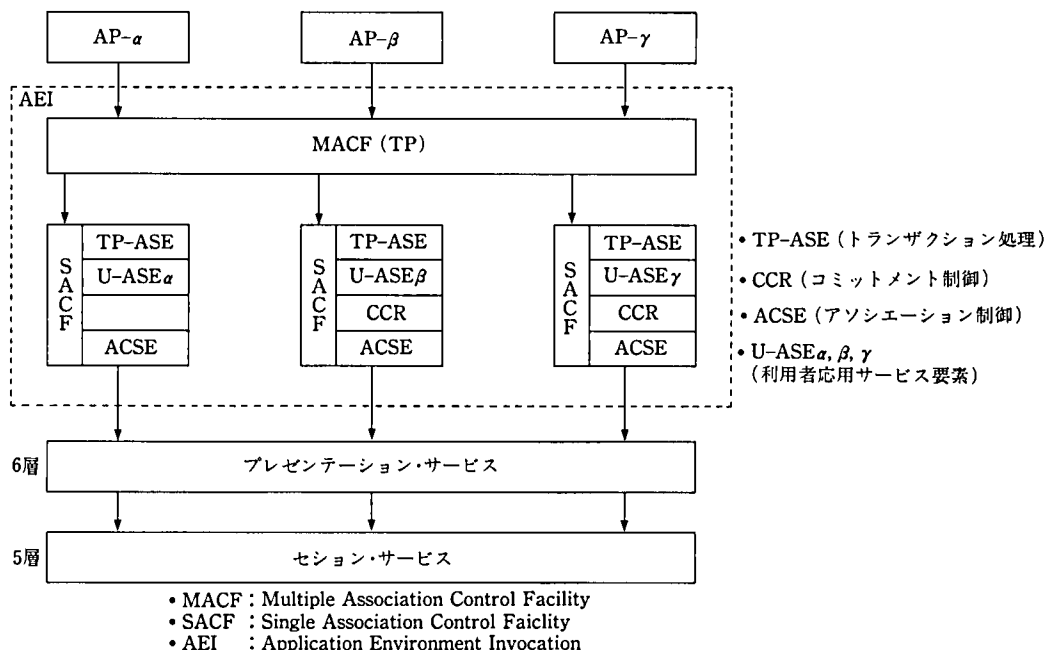 AP-α
AP-β
AP-γ
AEI
MACF (TP)
SACF
TP-ASE
U-ASEα
ACSE
SACF
TP-ASE
U-ASEβ
CCR
ACSE
SACF
TP-ASE
U-ASEγ
CCR
ACSE
• TP-ASE (トランザクション処理)
• CCR (コミットメント制御)
• ACSE (アソシエーション制御)
• U-ASEα, β, γ
(利用者応用サービス要素)
6層
プレゼンテーション・サービス
5層
セション・サービス
• MACF : Multiple Association Control Facility
• SACF : Single Association Control Faiclity
• AEI : Application Environment Invocation